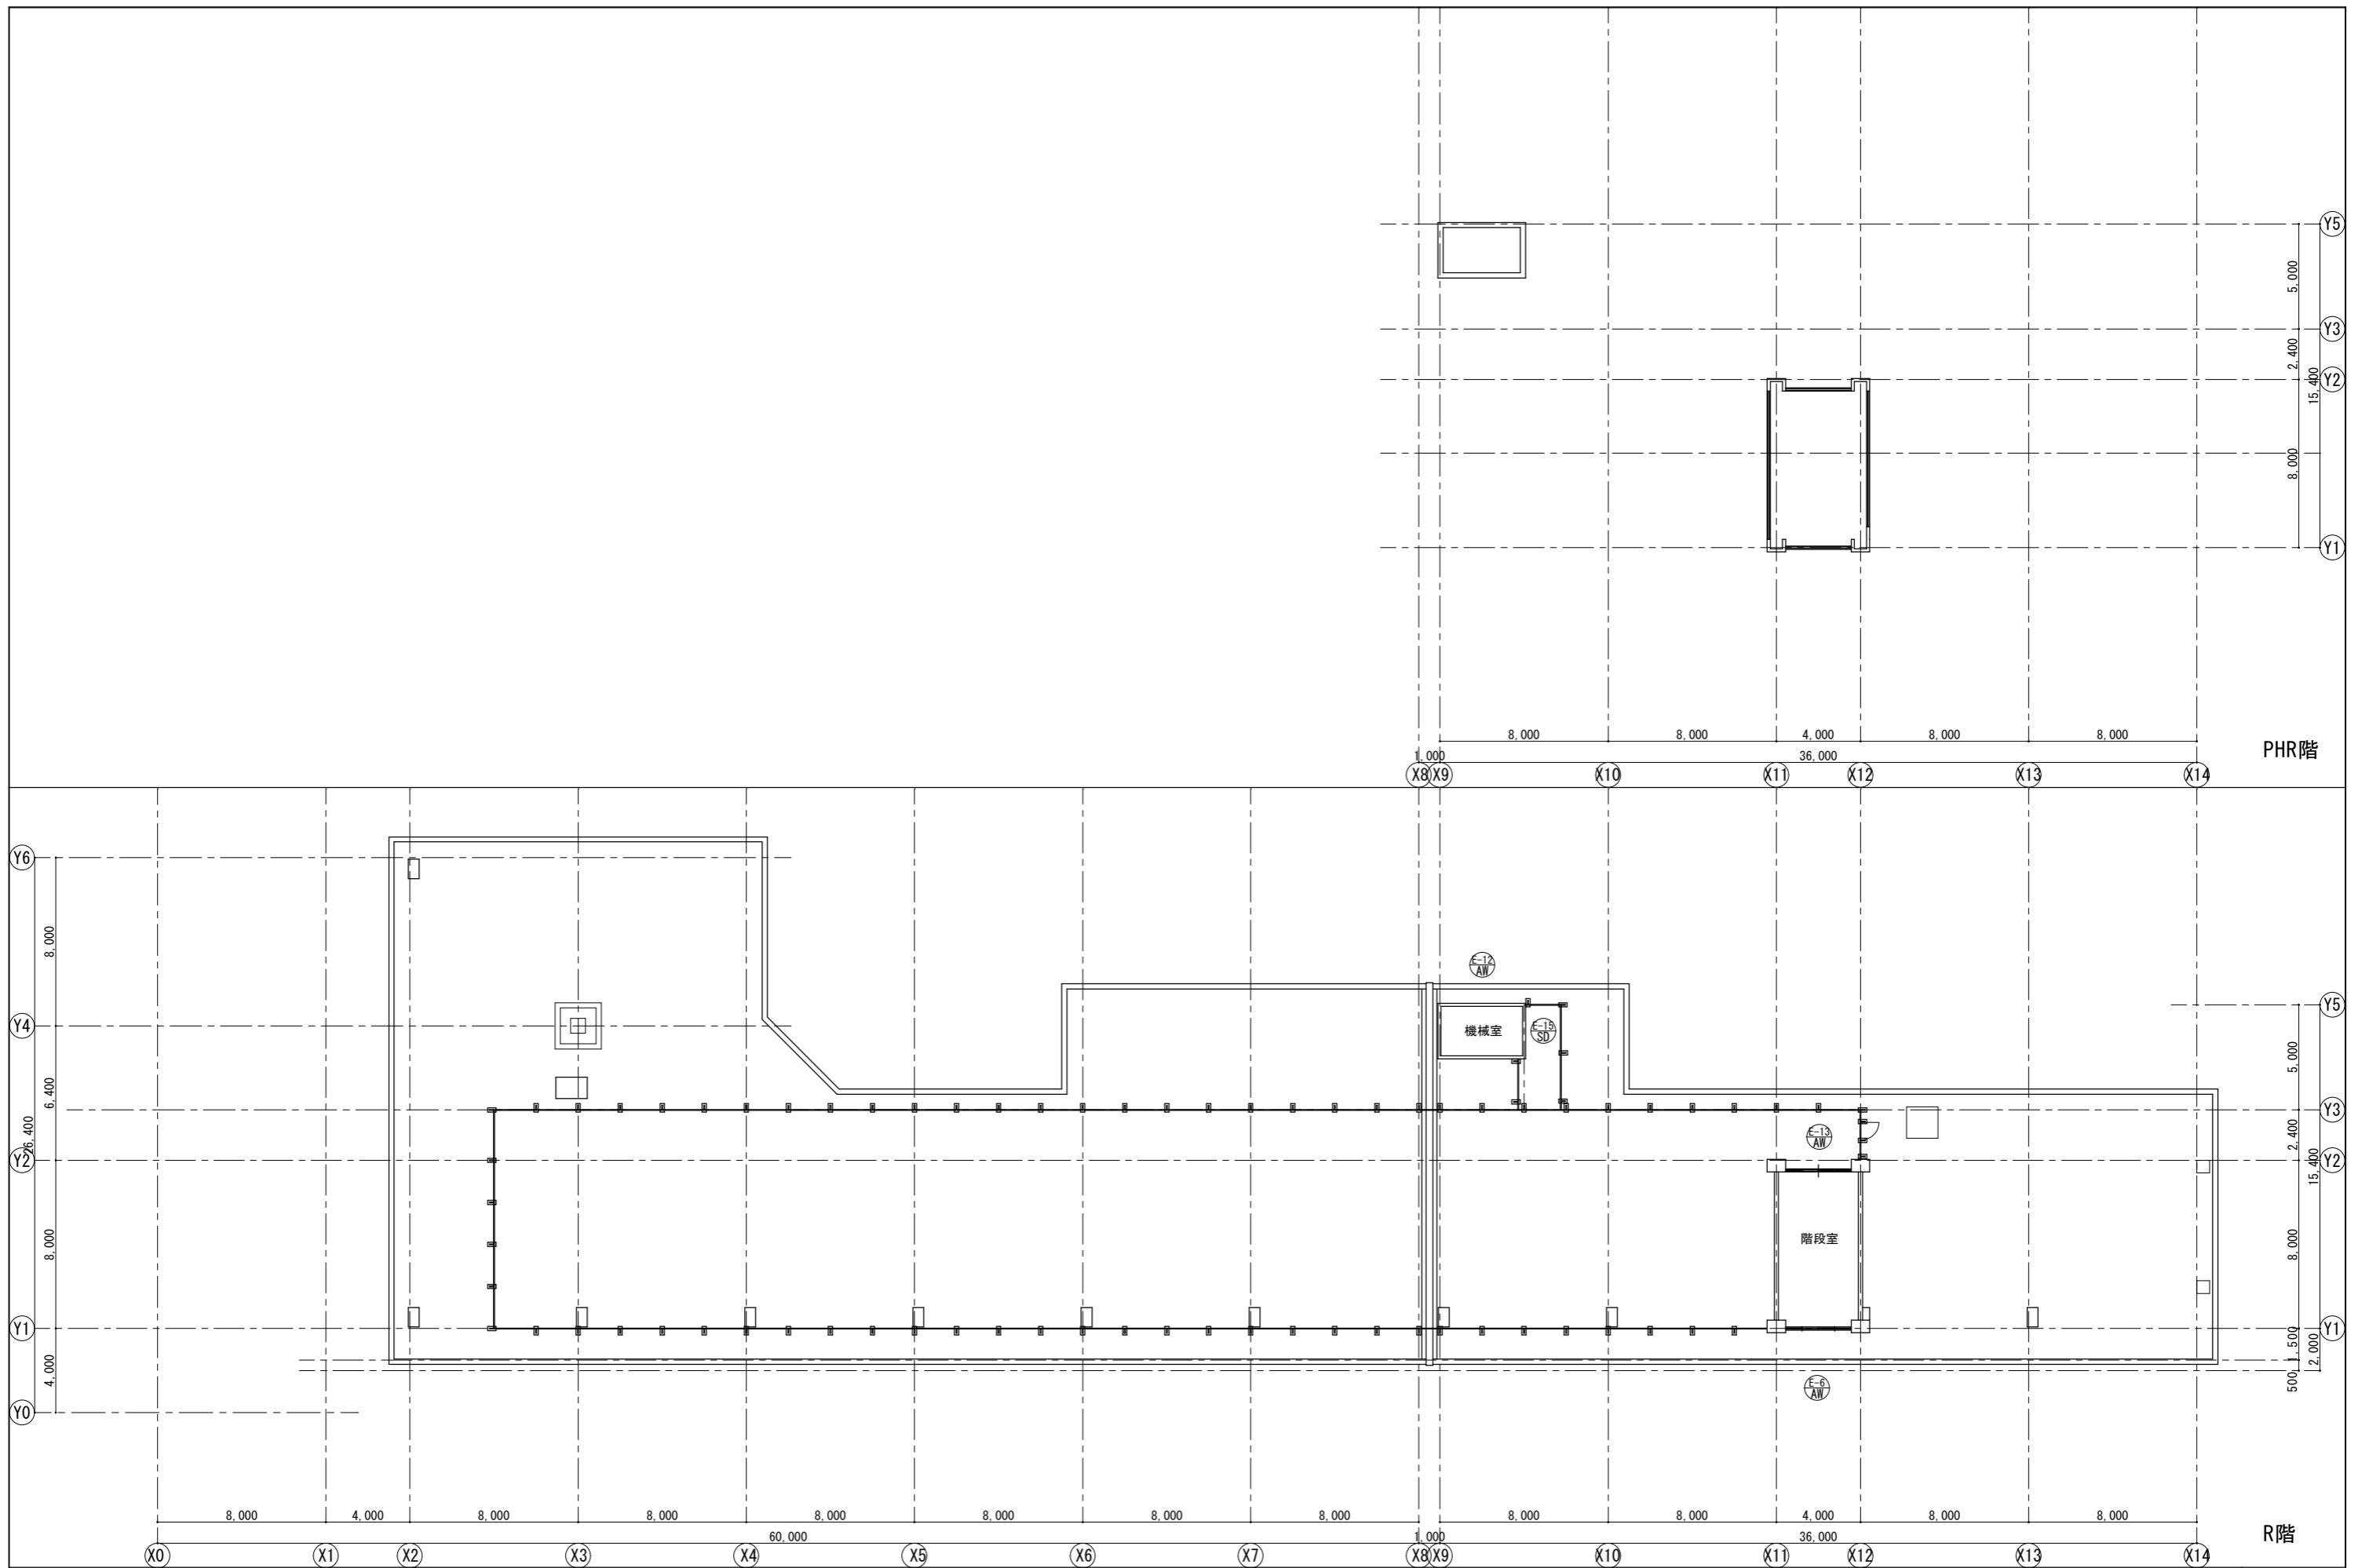 Y5
5,000
Y3
2,400
Y2
15,400
8,000
Y1
8,000
8,000
4,000
8,000
8,000
1,000
36,000
PHR階
X8
X9
X10
X11
X12
X13
X14
Y6
8,000
Y4
6,400
26,400
Y2
8,000
Y1
4,000
Y0
E-12
AW
機械室
E-15
SD
E-13
AW
階段室
E-6
AW
Y5
5,000
Y3
2,400
Y2
15,400
8,000
Y1
1,500
2,000
500
8,000
4,000
8,000
8,000
8,000
8,000
8,000
8,000
8,000
8,000
4,000
8,000
8,000
60,000
1,000
36,000
R階
X0
X1
X2
X3
X4
X5
X6
X7
X8
X9
X10
X11
X12
X13
X14